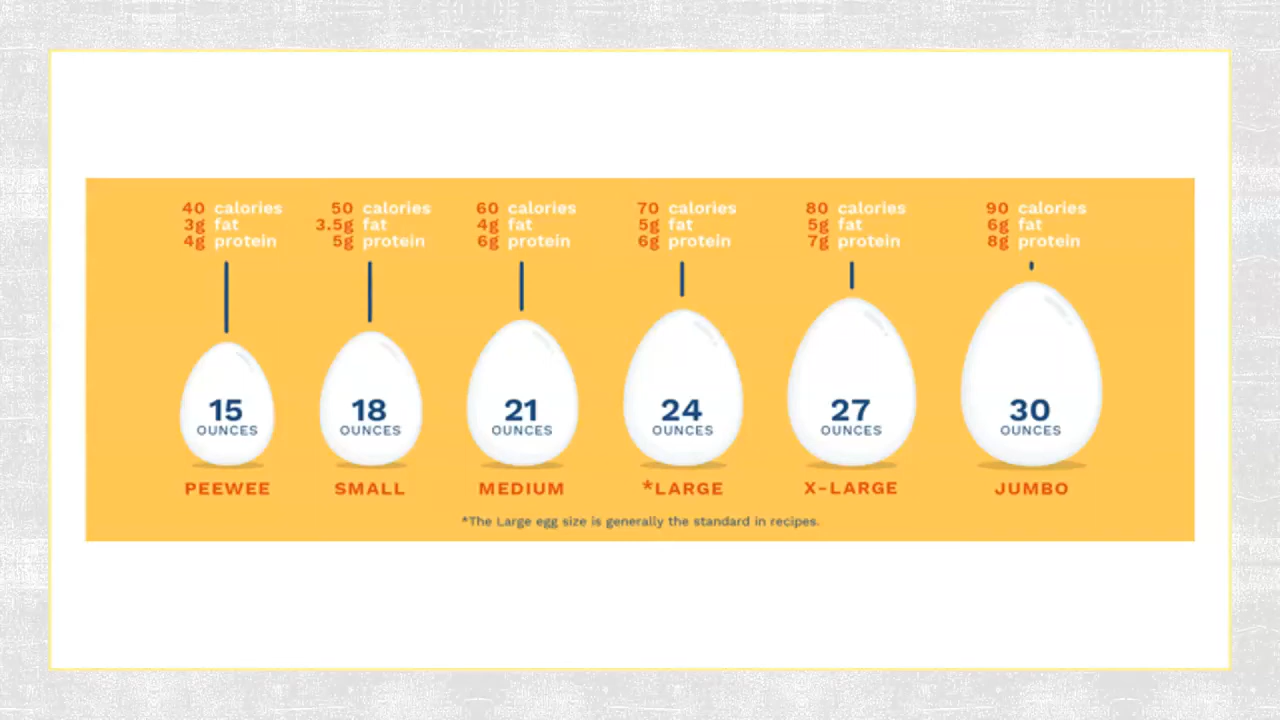 40 calories
3g fat
4g protein
50 calories
3.5g fat
5g protein
60 calories
4g fat
6g protein
70 calories
5g fat
6g protein
80 calories
5g fat
7g protein
90 calories
6g fat
8g protein
15
OUNCES
18
OUNCES
21
OUNCES
24
OUNCES
27
OUNCES
30
OUNCES
PEEWEE
SMALL
MEDIUM
*LARGE
X-LARGE
JUMBO
*The Large egg size is generally the standard in recipes.